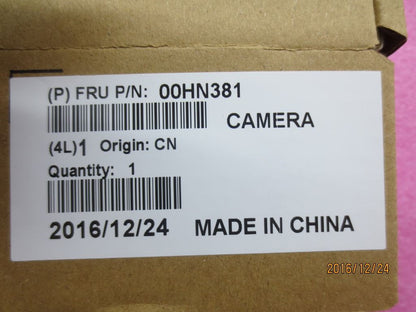 (P) FRU P/N: 00HN381
CAMERA
(4L)1 Origin: CN
Quantity: 1
2016/12/24 MADE IN CHINA
2016/12/24